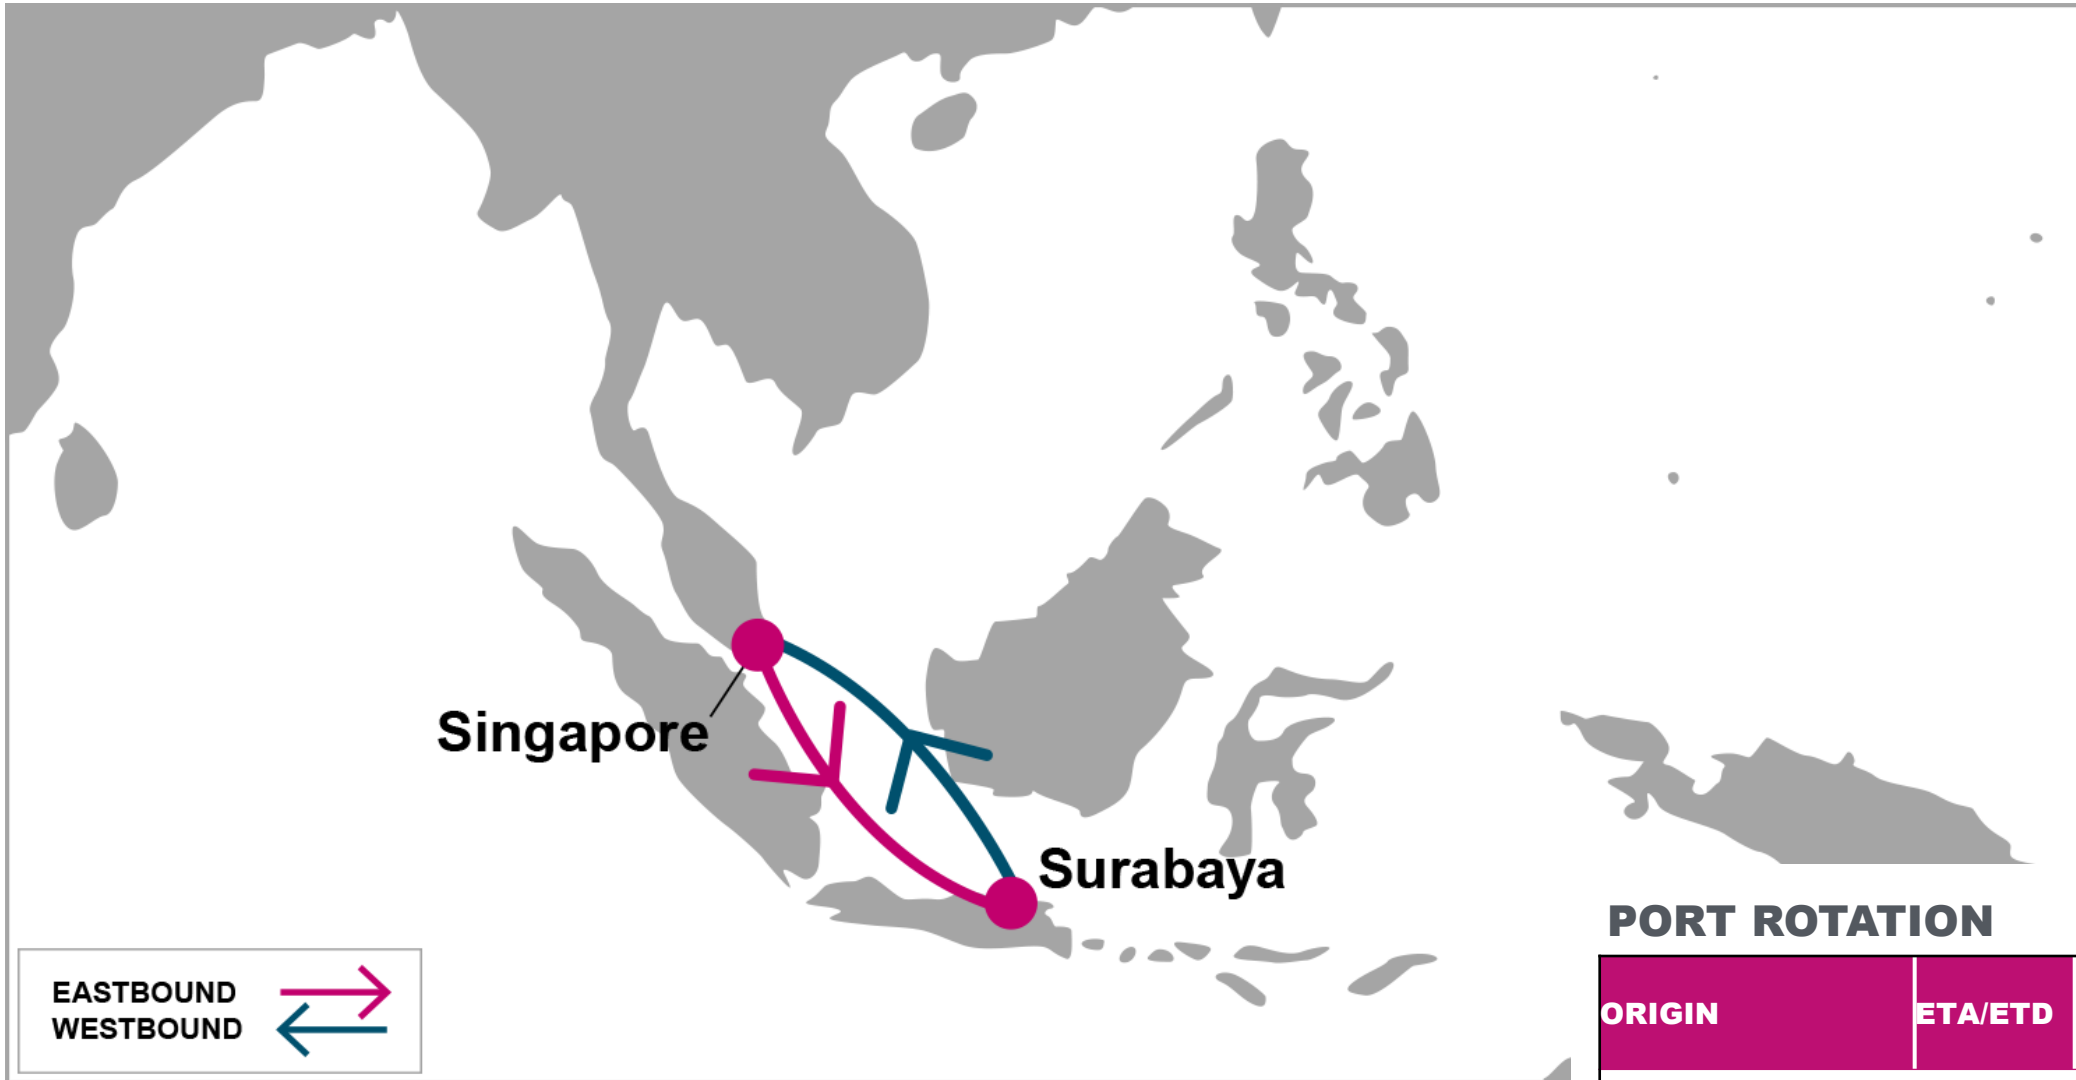 Singapore
Surabaya
EASTBOUND
WESTBOUND
PORT ROTATION
ORIGIN ETA/ETD